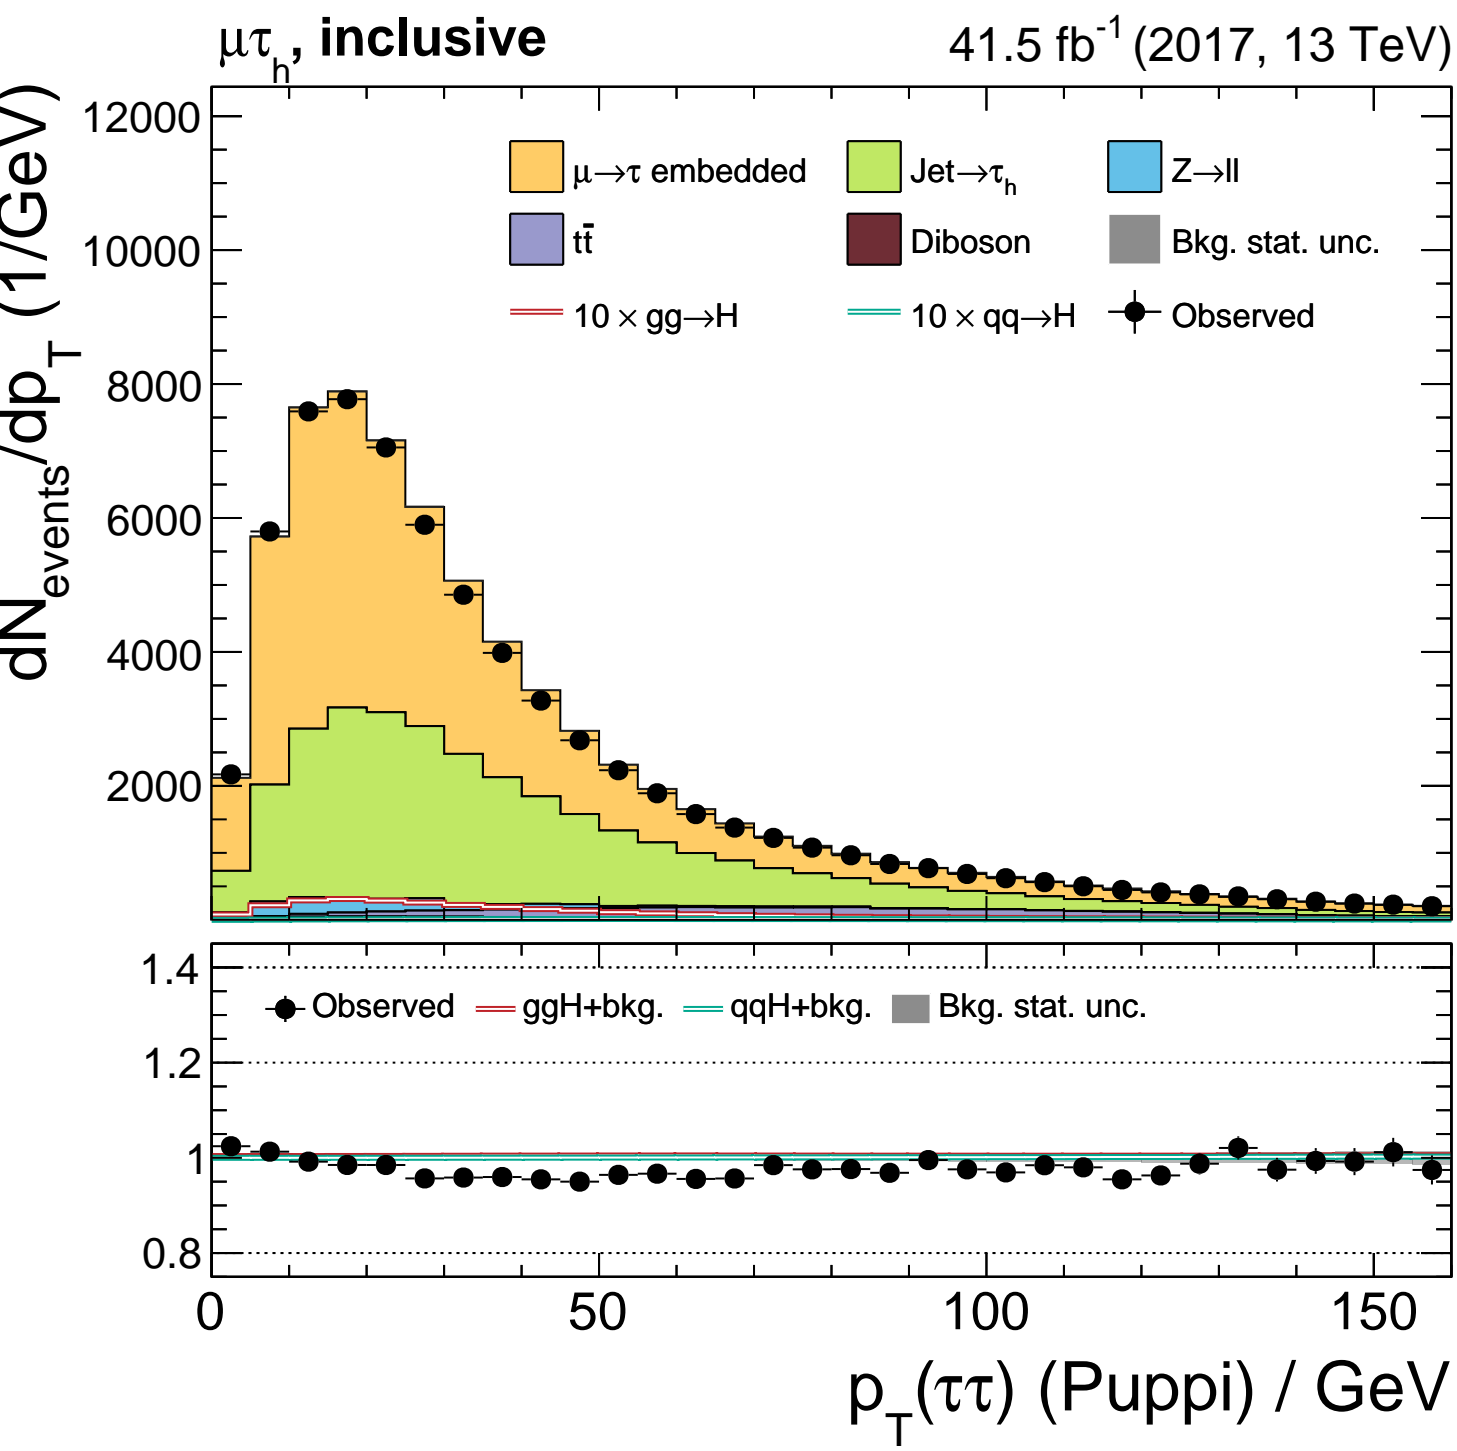 μτh, inclusive
41.5 fb-1 (2017, 13 TeV)
dNevents/dpT (1/GeV)
12000
10000
8000
6000
4000
2000
μ→τ embedded
Jet→τh
Z→ll
tt̄
Diboson
Bkg. stat. unc.
10 × gg→H
10 × qq→H
Observed
1.4
1.2
1
0.8
Observed
ggH+bkg.
qqH+bkg.
Bkg. stat. unc.
0
50
100
150
pT(ττ) (Puppi) / GeV